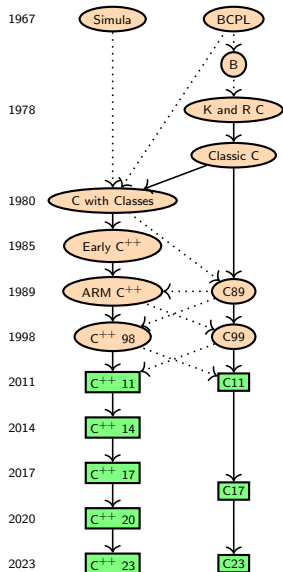 1967 Simula BCPL
B
1978 K and R C
Classic C
1980 C with Classes
1985 Early C++
1989 ARM C++ C89
1998 C++ 98 C99
2011 C++ 11 C11
2014 C++ 14
2017 C++ 17
C17
2020 C++ 20
2023 C++ 23 C23